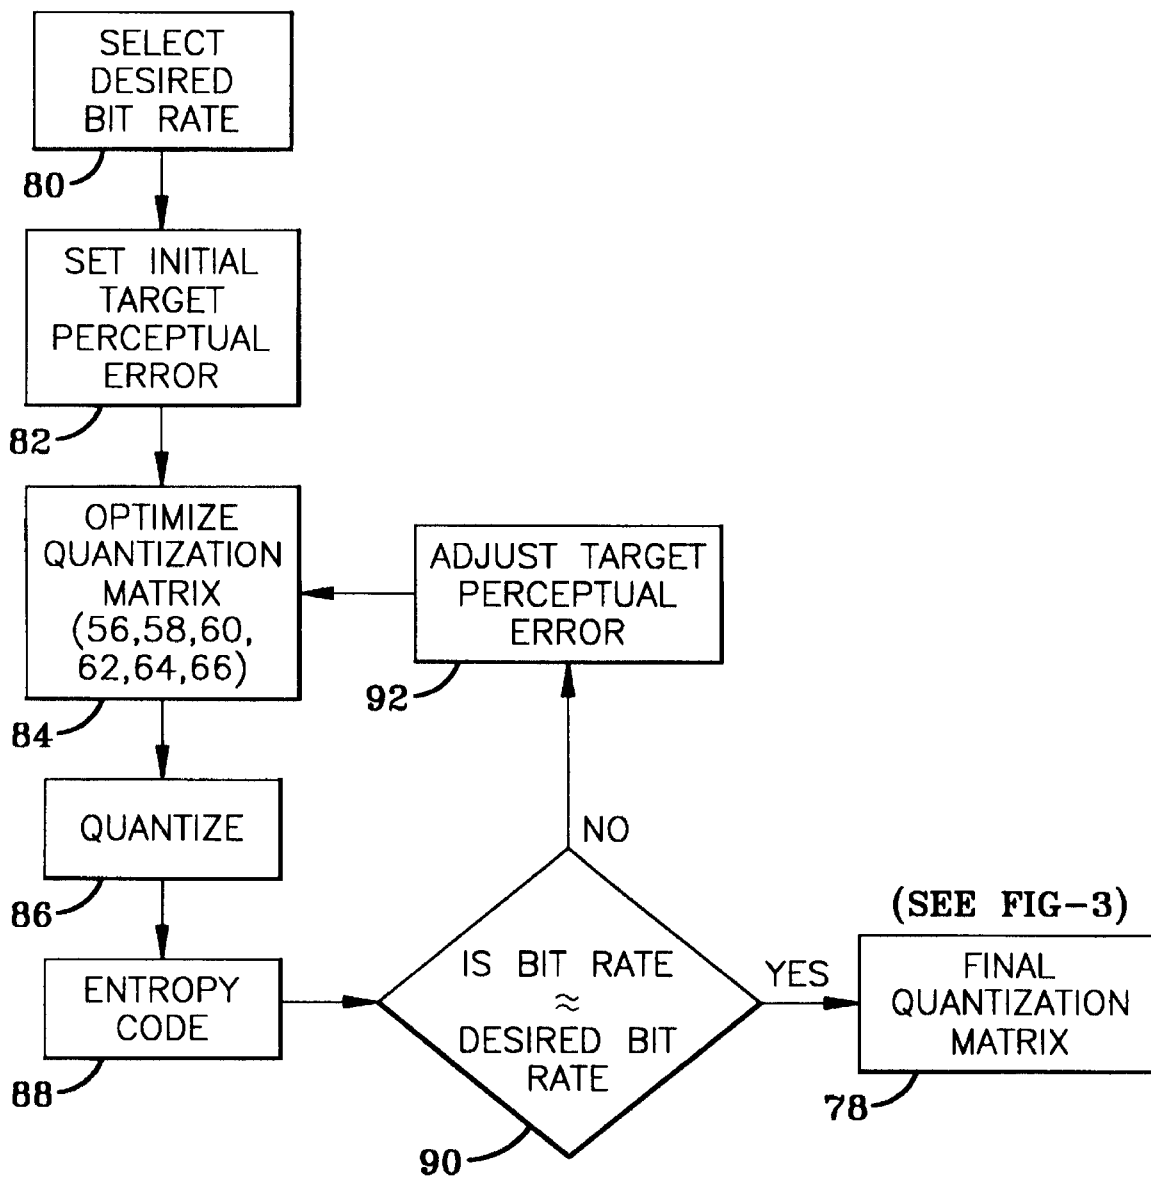 SELECT
DESIRED
BIT RATE
80
SET INITIAL
TARGET
PERCEPTUAL
ERROR
82
OPTIMIZE
QUANTIZATION
MATRIX
(56,58,60,
62,64,66)
84
ADJUST TARGET
PERCEPTUAL
ERROR
92
QUANTIZE
86
NO
ENTROPY
CODE
88
IS BIT RATE
≈
DESIRED BIT
RATE
90
YES
(SEE FIG-3)
FINAL
QUANTIZATION
MATRIX
78